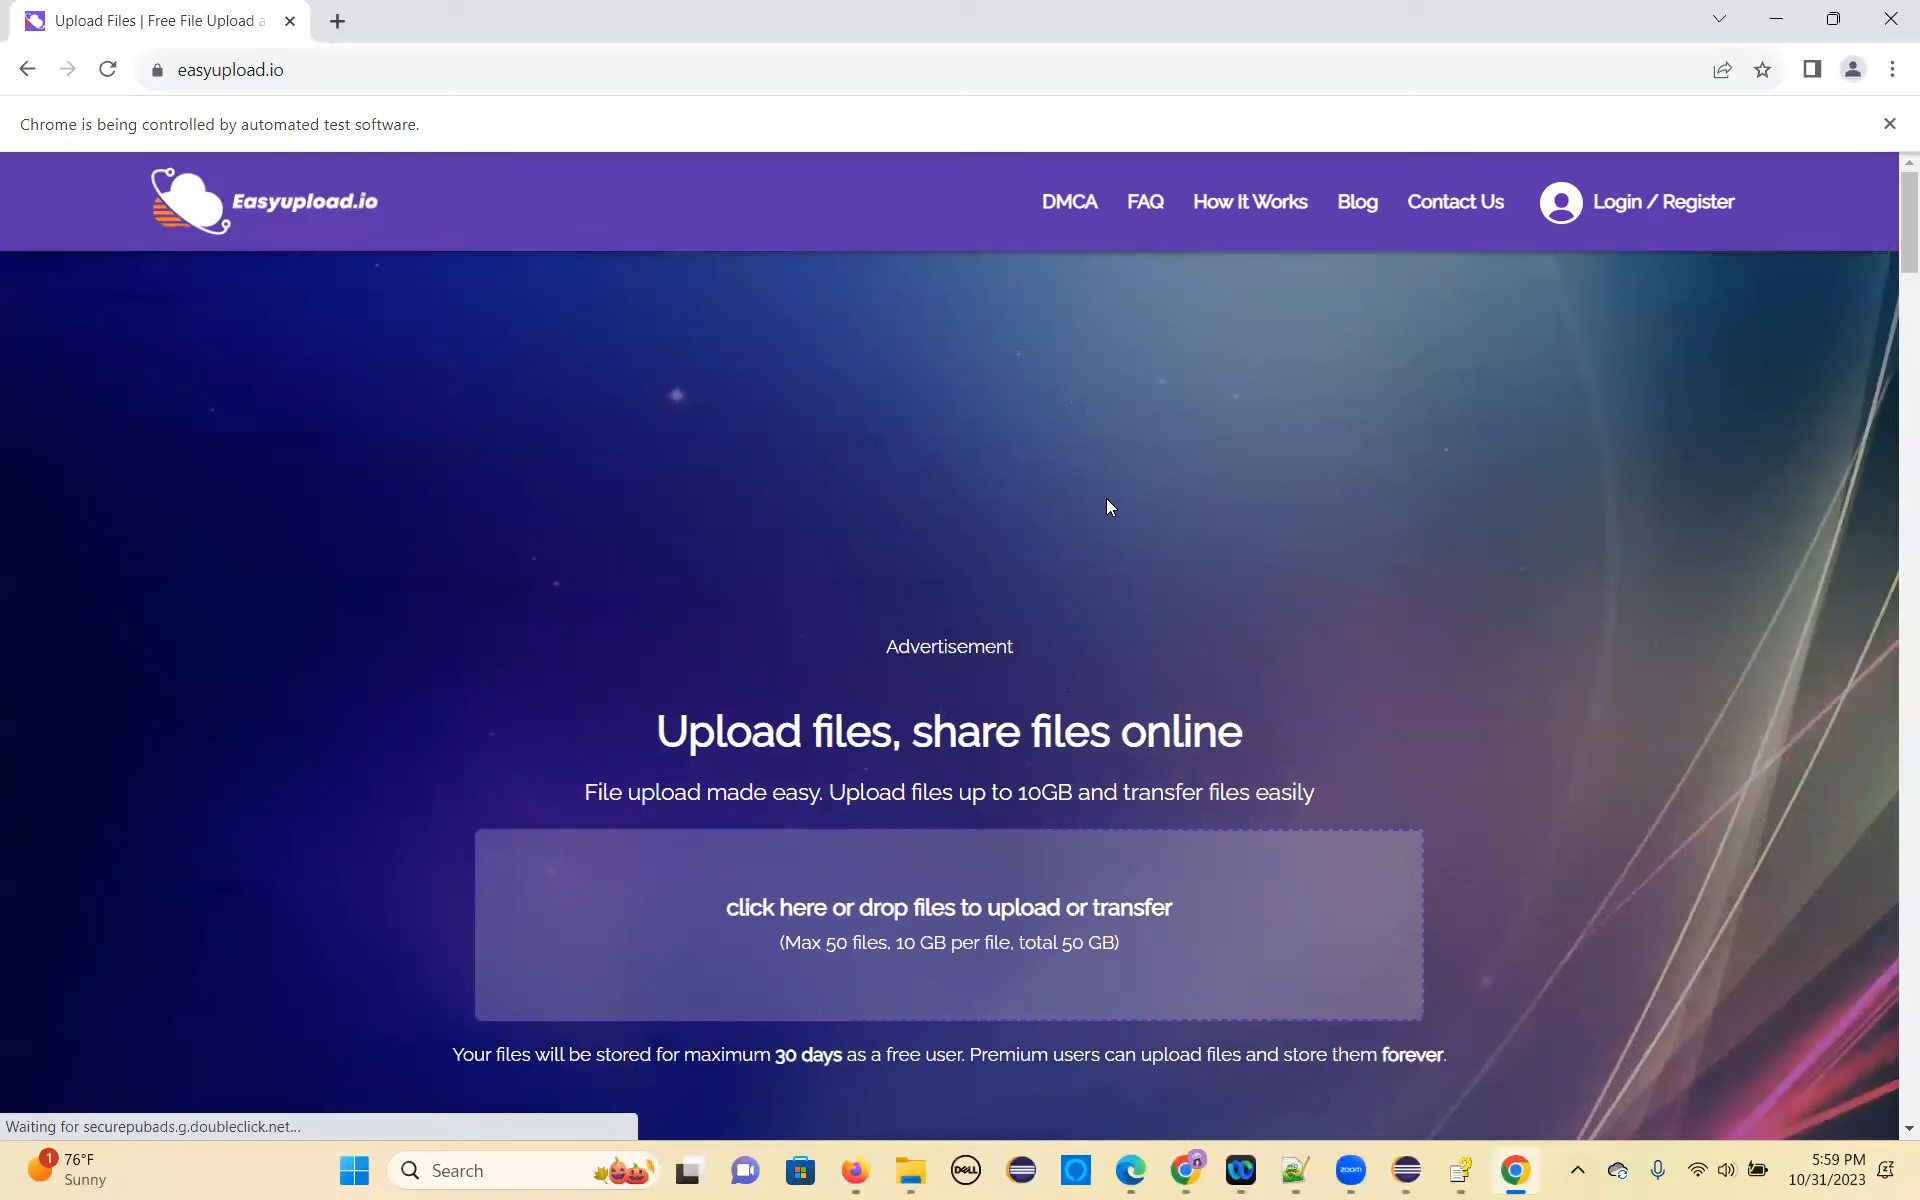 Upload Files | Free File Upload a
easyupload.io
Chrome is being controlled by automated test software.
Easyupload.io
DMCA FAQ How It Works Blog Contact Us Login / Register
Advertisement
Upload files, share files online
File upload made easy. Upload files up to 10GB and transfer files easily
click here or drop files to upload or transfer
(Max 50 files, 10 GB per file, total 50 GB)
Your files will be stored for maximum 30 days as a free user. Premium users can upload files and store them forever.
Waiting for securepubads.g.doubleclick.net...
1
76°F
Sunny
Search
DELL
zoom
5:59 PM
10/31/2023